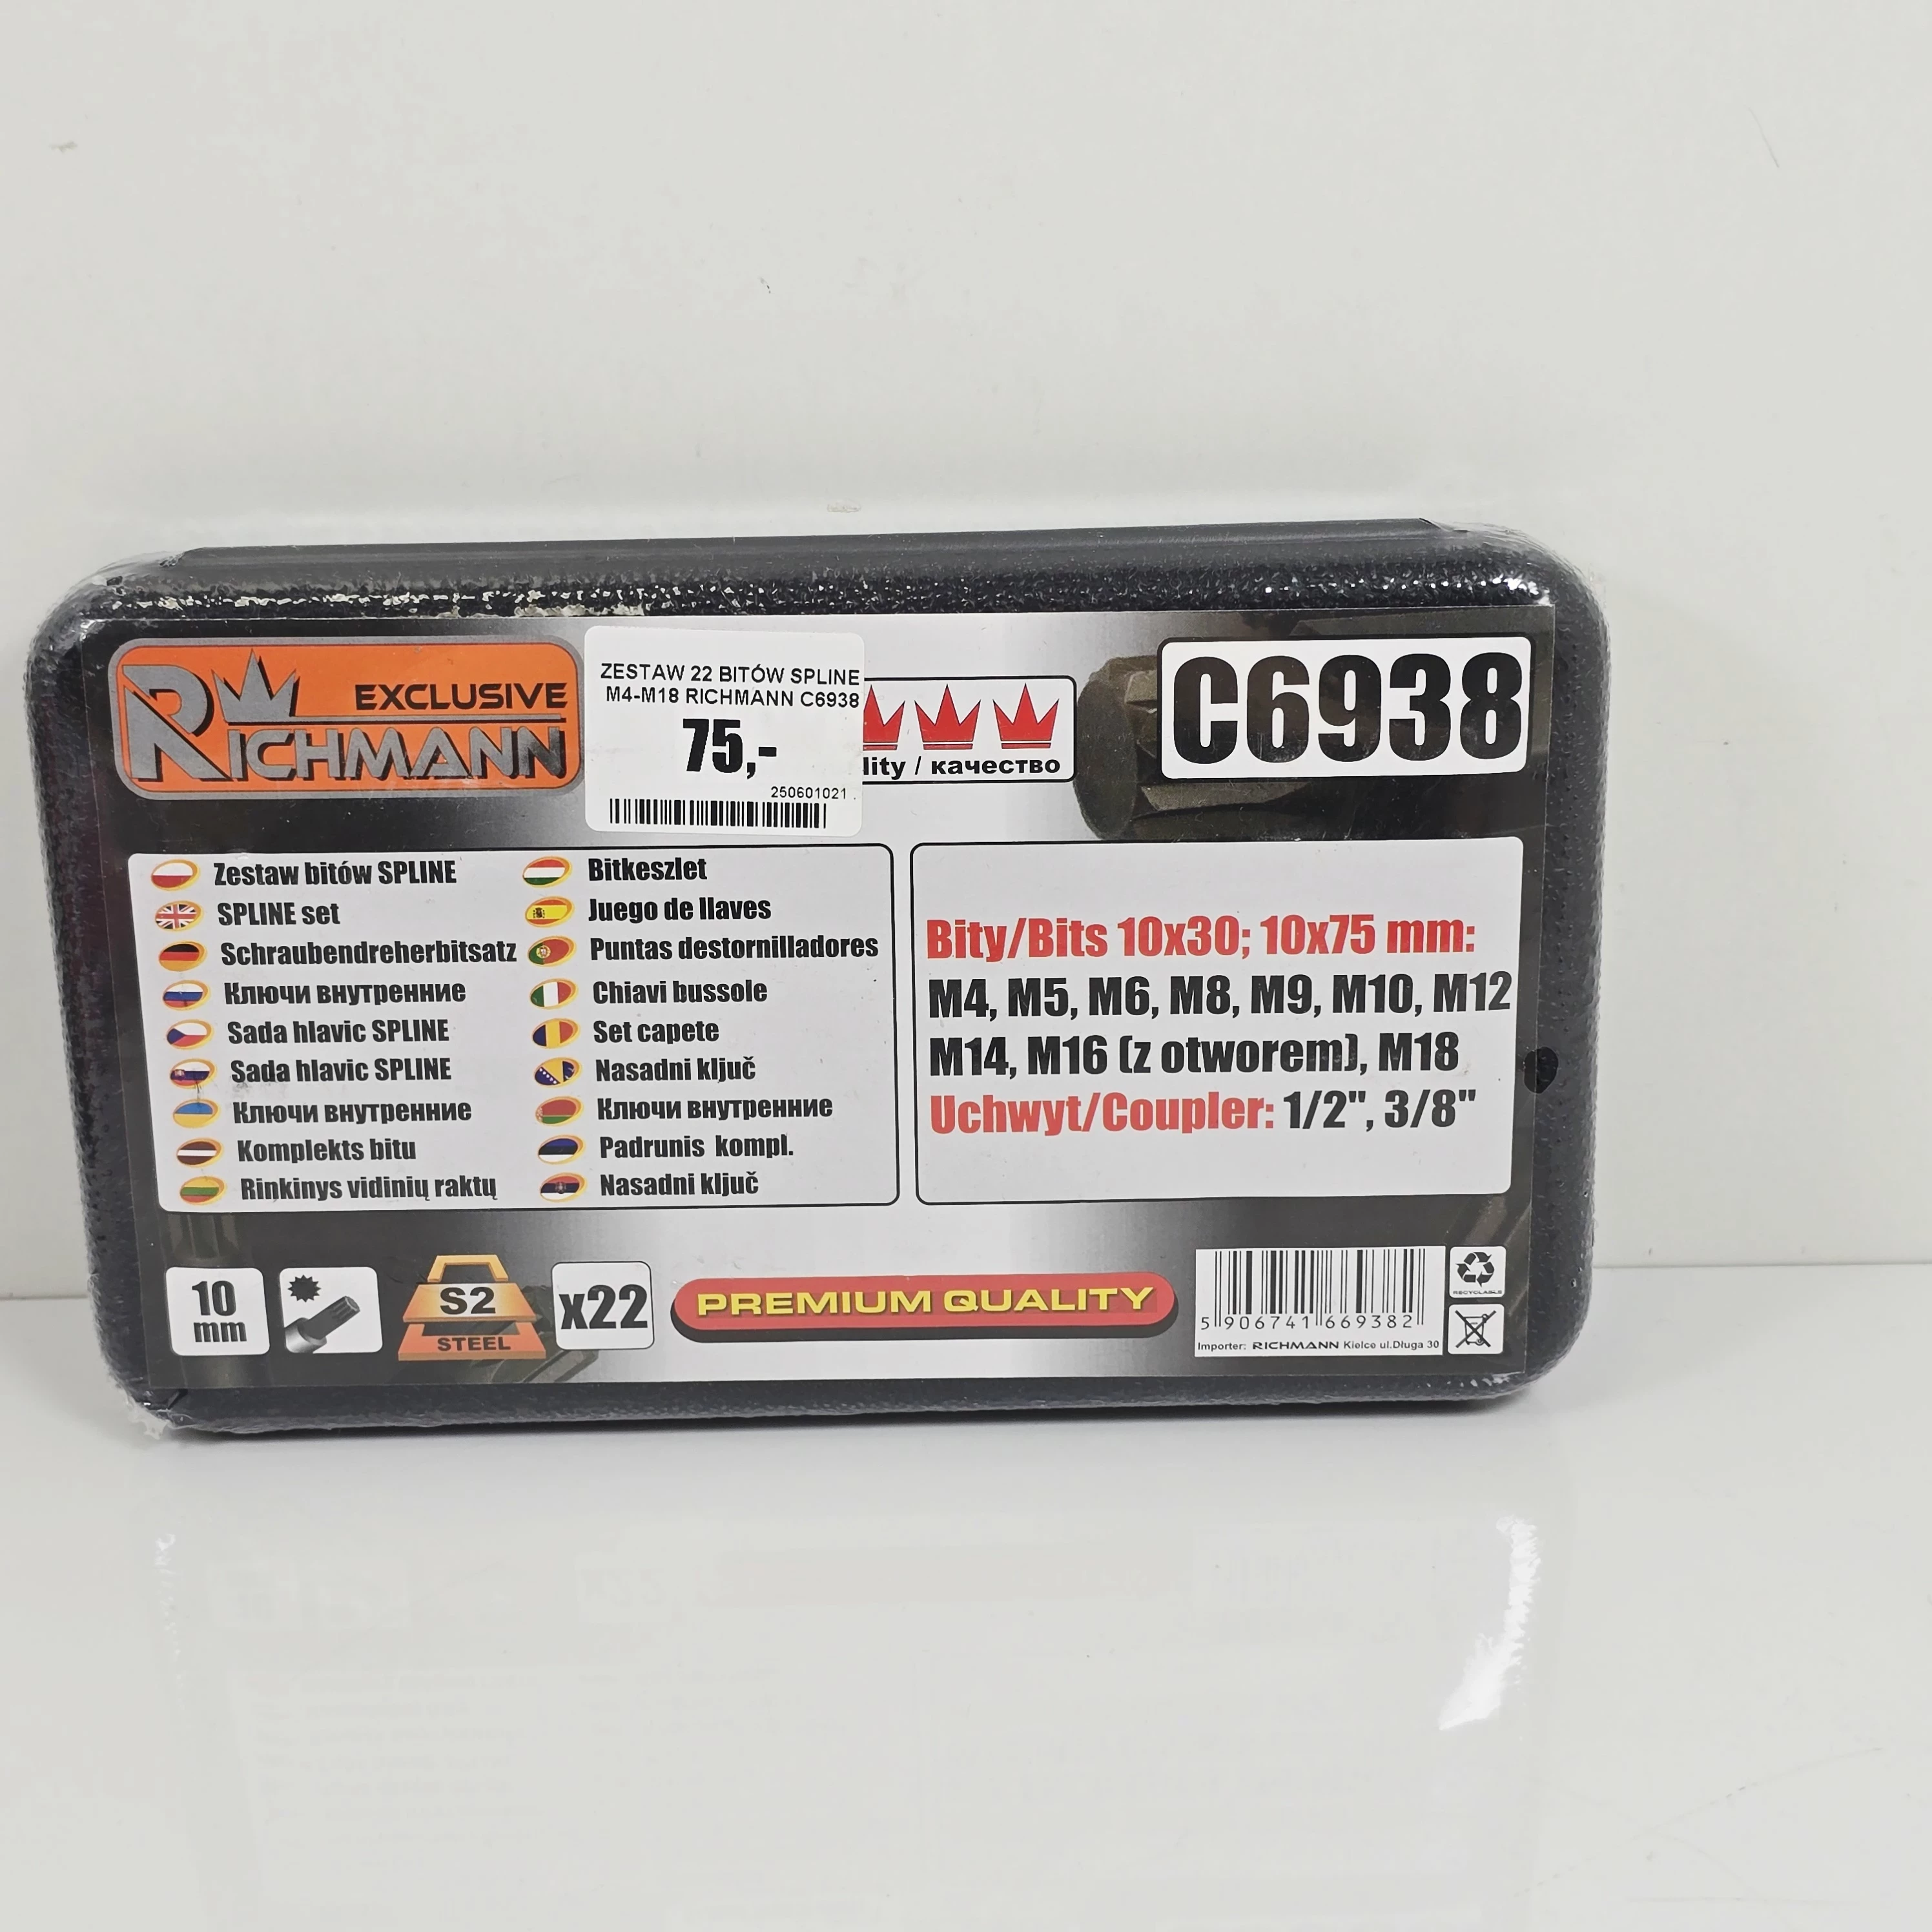 EXCLUSIVE
RICHMANN
ZESTAW 22 BITÓW SPLINE
M4-M18 RICHMANN C6938
75,-
250601021
/ качество
C6938
Zestaw bitów SPLINE
SPLINE set
Schraubendreherbitsatz
Ключи внутренние
Sada hlavic SPLINE
Sada hlavic SPLINE
Ключи внутренние
Komplekts bitu
Rinkinys vidinių raktų
Bitkeszlet
Juego de llaves
Puntas destornilladores
Chiavi bussole
Set capete
Nasadni ključ
Ключи внутренние
Padrunis kompl.
Nasadni ključ
Bity/Bits 10x30; 10x75 mm:
M4, M5, M6, M8, M9, M10, M12
M14, M16 (z otworem), M18
Uchwyt/Coupler: 1/2", 3/8"
10
mm
S2
STEEL
x22
PREMIUM QUALITY
5 906741 669382
Importer: RICHMANN Kielce ul.Długa 30
RECYCLABLE